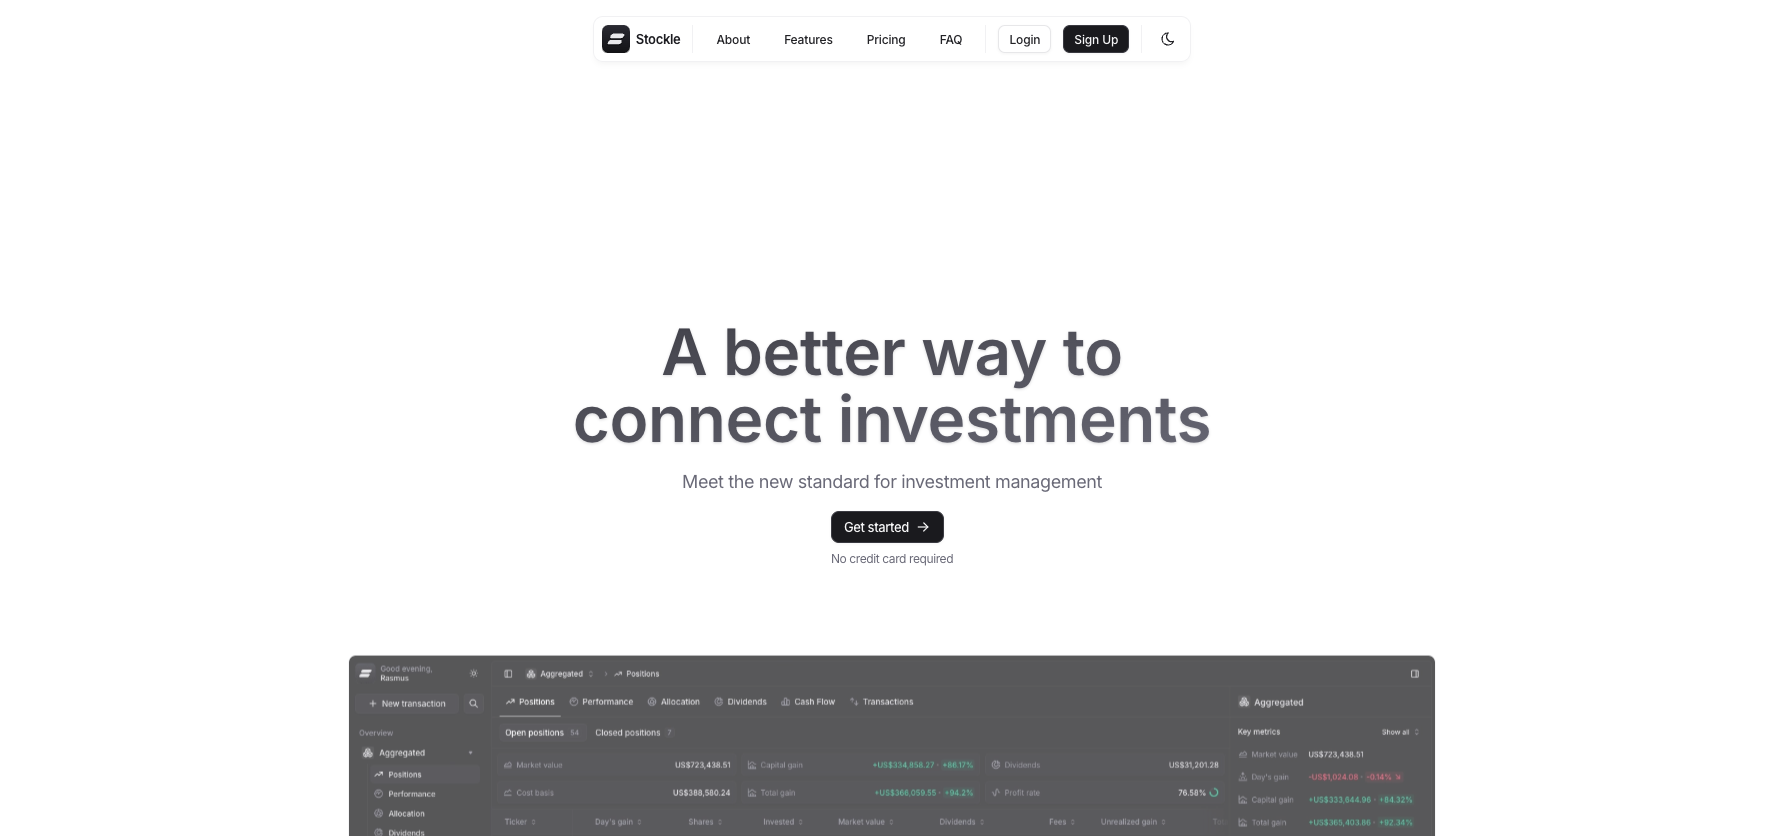 Stockle
About
Features
Pricing
FAQ
Login
Sign Up
A better way to
connect investments
Meet the new standard for investment management
Get started
No credit card required
Good evening,
Rasmus
Aggregated
Positions
New transaction
Positions
Performance
Allocation
Dividends
Cash Flow
Transactions
Aggregated
Overview
Open positions 54
Closed positions 7
Key metrics
Show all
Aggregated
Market value US$723,438.51
Capital gain +US$334,858.27 · +86.17%
Dividends US$31,201.28
Market value US$723,438.51
Positions
Day's gain -US$1,024.08 · -0.14%
Performance
Cost basis US$388,580.24
Total gain +US$366,059.55 · +94.2%
Profit rate 76.58%
Capital gain +US$333,644.96 · +84.32%
Allocation
Ticker
Day's gain
Shares
Invested
Market value
Dividends
Fees
Unrealized gain
Total gain +US$365,403.66 · +92.34%
Dividends